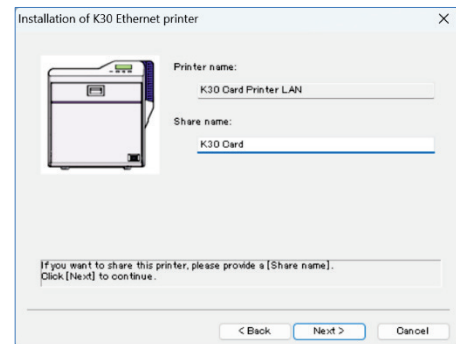 Installation of K30 Ethernet printer
Printer name:
K30 Card Printer LAN
Share name:
K30 Card
If you want to share this printer, please provide a [Share name].
Click [Next] to continue.
< Back
Next >
Cancel